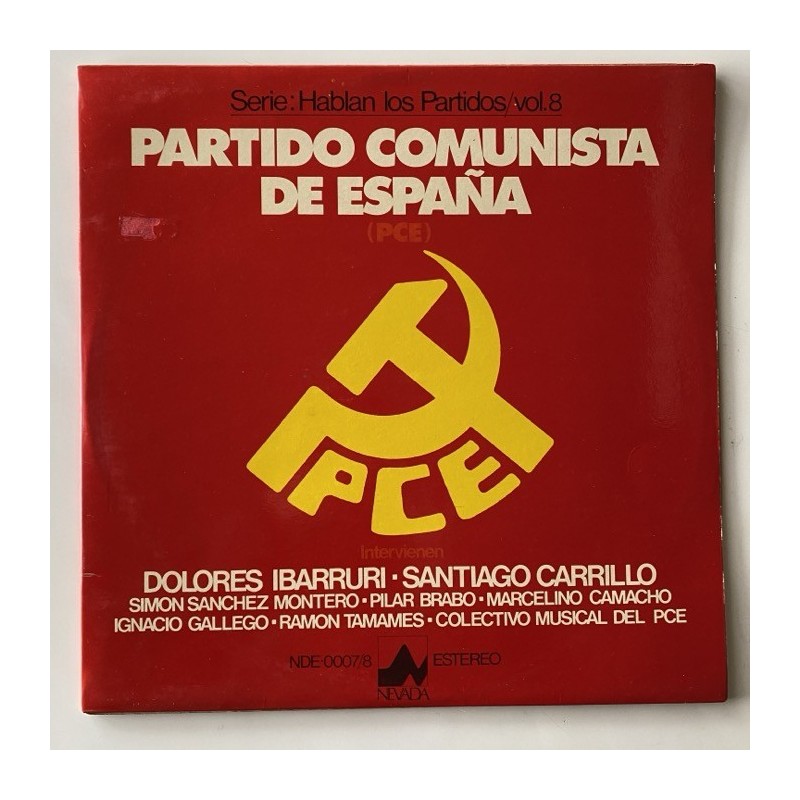 Serie: Hablan los Partidos/vol.8
PARTIDO COMUNISTA
DE ESPAÑA
(PCE)
PCE
Intervienen
DOLORES IBARRURI · SANTIAGO CARRILLO
SIMON SANCHEZ MONTERO · PILAR BRABO · MARCELINO CAMACHO
IGNACIO GALLEGO · RAMON TAMAMES · COLECTIVO MUSICAL DEL PCE
NDE-0007/8 ESTEREO
NEVADA